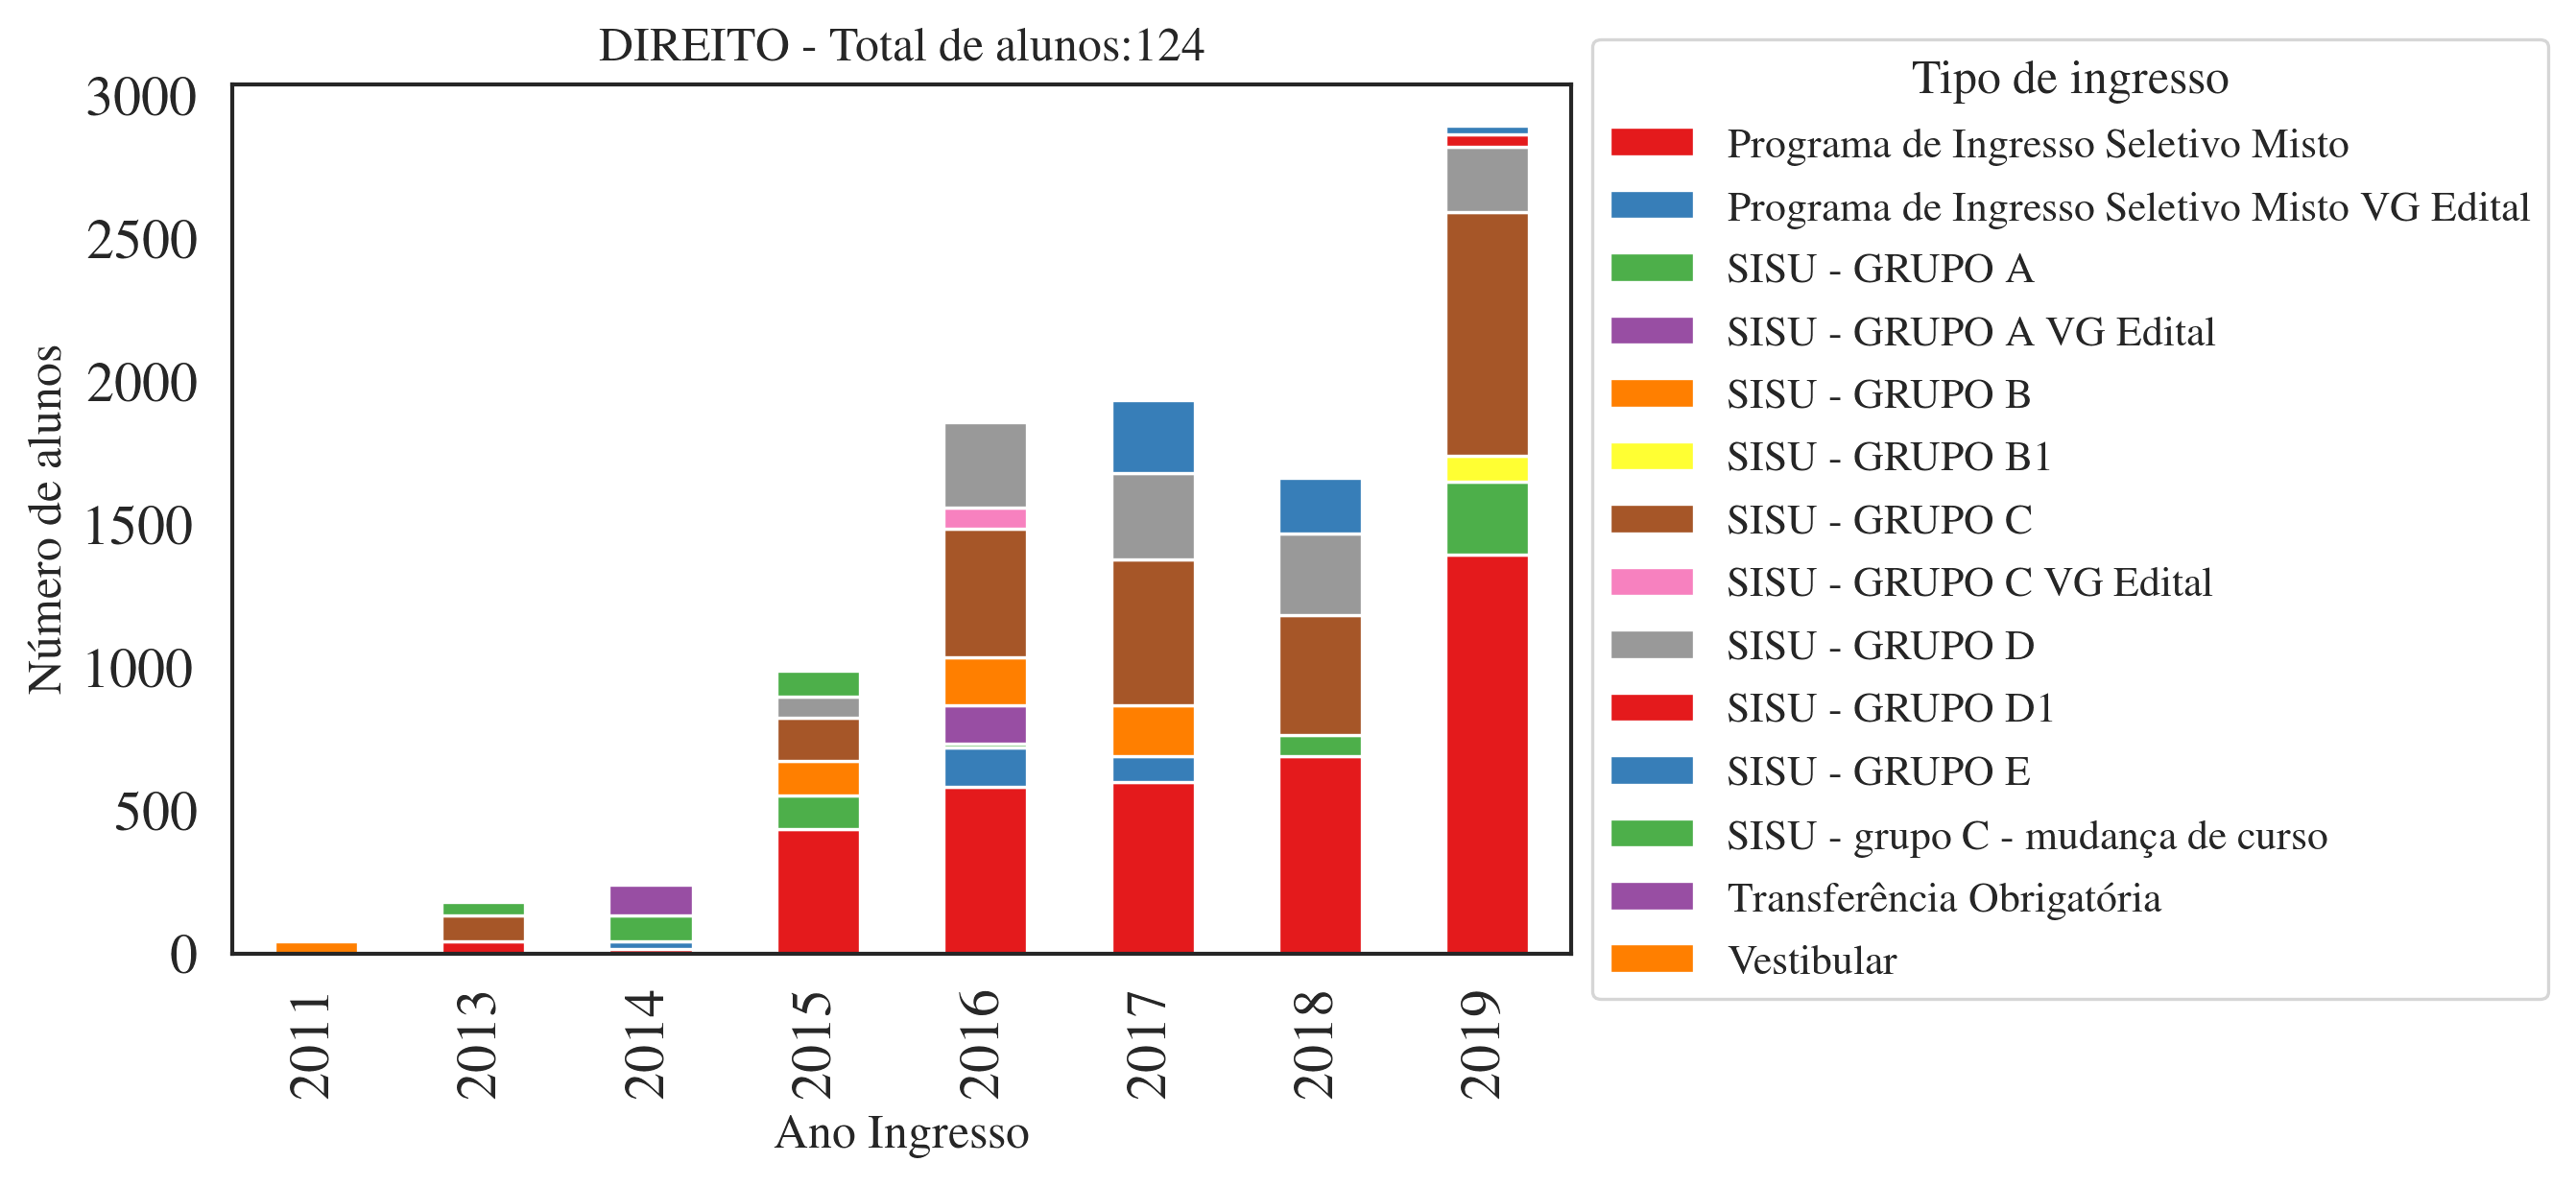 DIREITO - Total de alunos:124
3000
2500
2000
1500
1000
500
0
Número de alunos
2011
2013
2014
2015
2016
2017
2018
2019
Ano Ingresso
Tipo de ingresso
Programa de Ingresso Seletivo Misto
Programa de Ingresso Seletivo Misto VG Edital
SISU - GRUPO A
SISU - GRUPO A VG Edital
SISU - GRUPO B
SISU - GRUPO B1
SISU - GRUPO C
SISU - GRUPO C VG Edital
SISU - GRUPO D
SISU - GRUPO D1
SISU - GRUPO E
SISU - grupo C - mudança de curso
Transferência Obrigatória
Vestibular